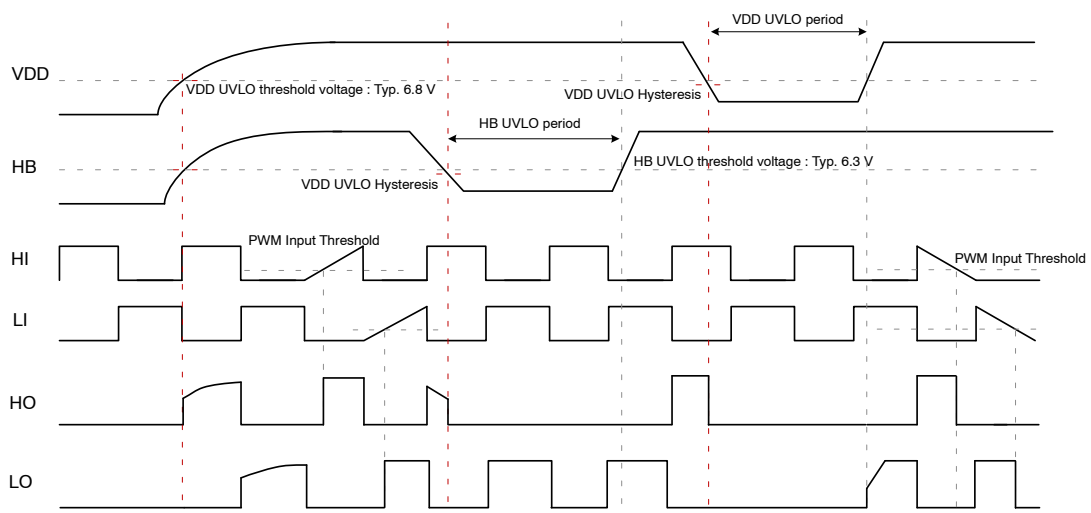 VDD UVLO period
VDD
VDD UVLO threshold voltage : Typ. 6.8 V
VDD UVLO Hysteresis
HB UVLO period
HB
HB UVLO threshold voltage : Typ. 6.3 V
VDD UVLO Hysteresis
PWM Input Threshold
HI
PWM Input Threshold
LI
HO
LO